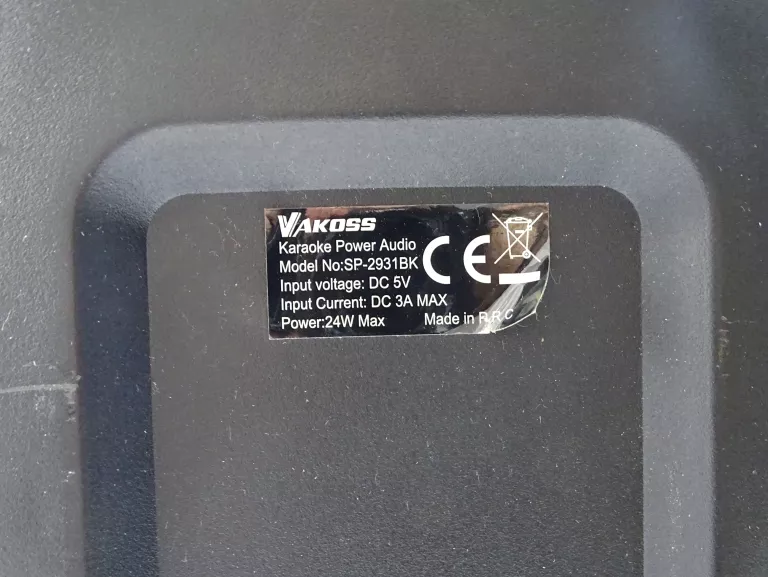 VAKOSS
Karaoke Power Audio
Model No:SP-2931BK
Input voltage: DC 5V
Input Current: DC 3A MAX
Power:24W Max
Made in P.R.C
CE